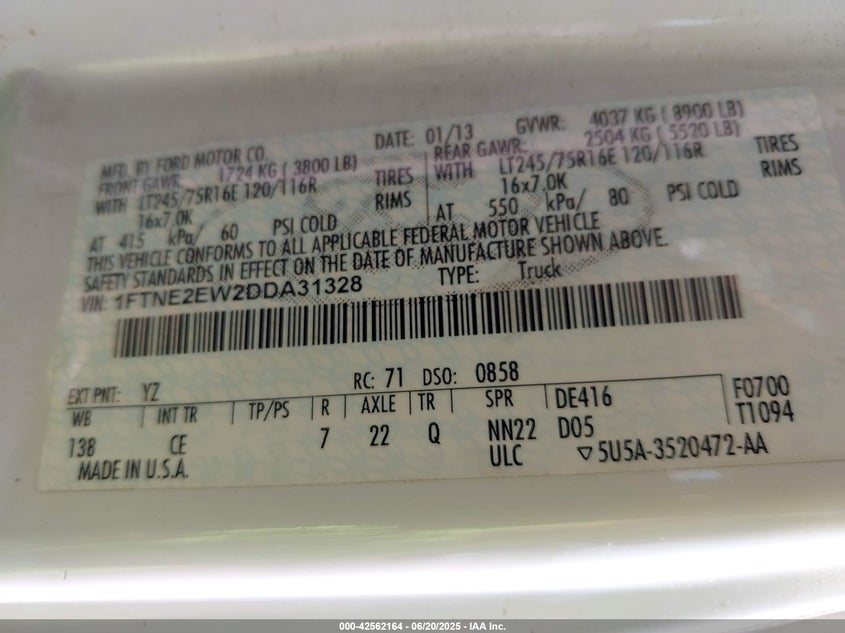 MFD. BY FORD MOTOR CO. DATE: 01/13 GVWR: 4037 KG ( 8900 LB)
FRONT GAWR: 1724 KG ( 3800 LB) REAR GAWR: 2504 KG ( 5520 LB)
WITH LT245/75R16E 120/116R TIRES WITH LT245/75R16E 120/116R TIRES
16x7.0K RIMS 16x7.0K RIMS
AT 415 kPa/ 60 PSI COLD AT 550 kPa/ 80 PSI COLD
THIS VEHICLE CONFORMS TO ALL APPLICABLE FEDERAL MOTOR VEHICLE
SAFETY STANDARDS IN EFFECT ON THE DATE OF MANUFACTURE SHOWN ABOVE.
VIN: 1FTNE2EW2DDA31328 TYPE: Truck
EXT PNT: YZ RC: 71 DSO: 0858
WB INT TR TP/PS R AXLE TR SPR DE416 F0700
138 CE 7 22 Q NN22 D05 T1094
MADE IN U.S.A. ULC ▽5U5A-3520472-AA
000-42562164 - 06/20/2025 - IAA Inc.